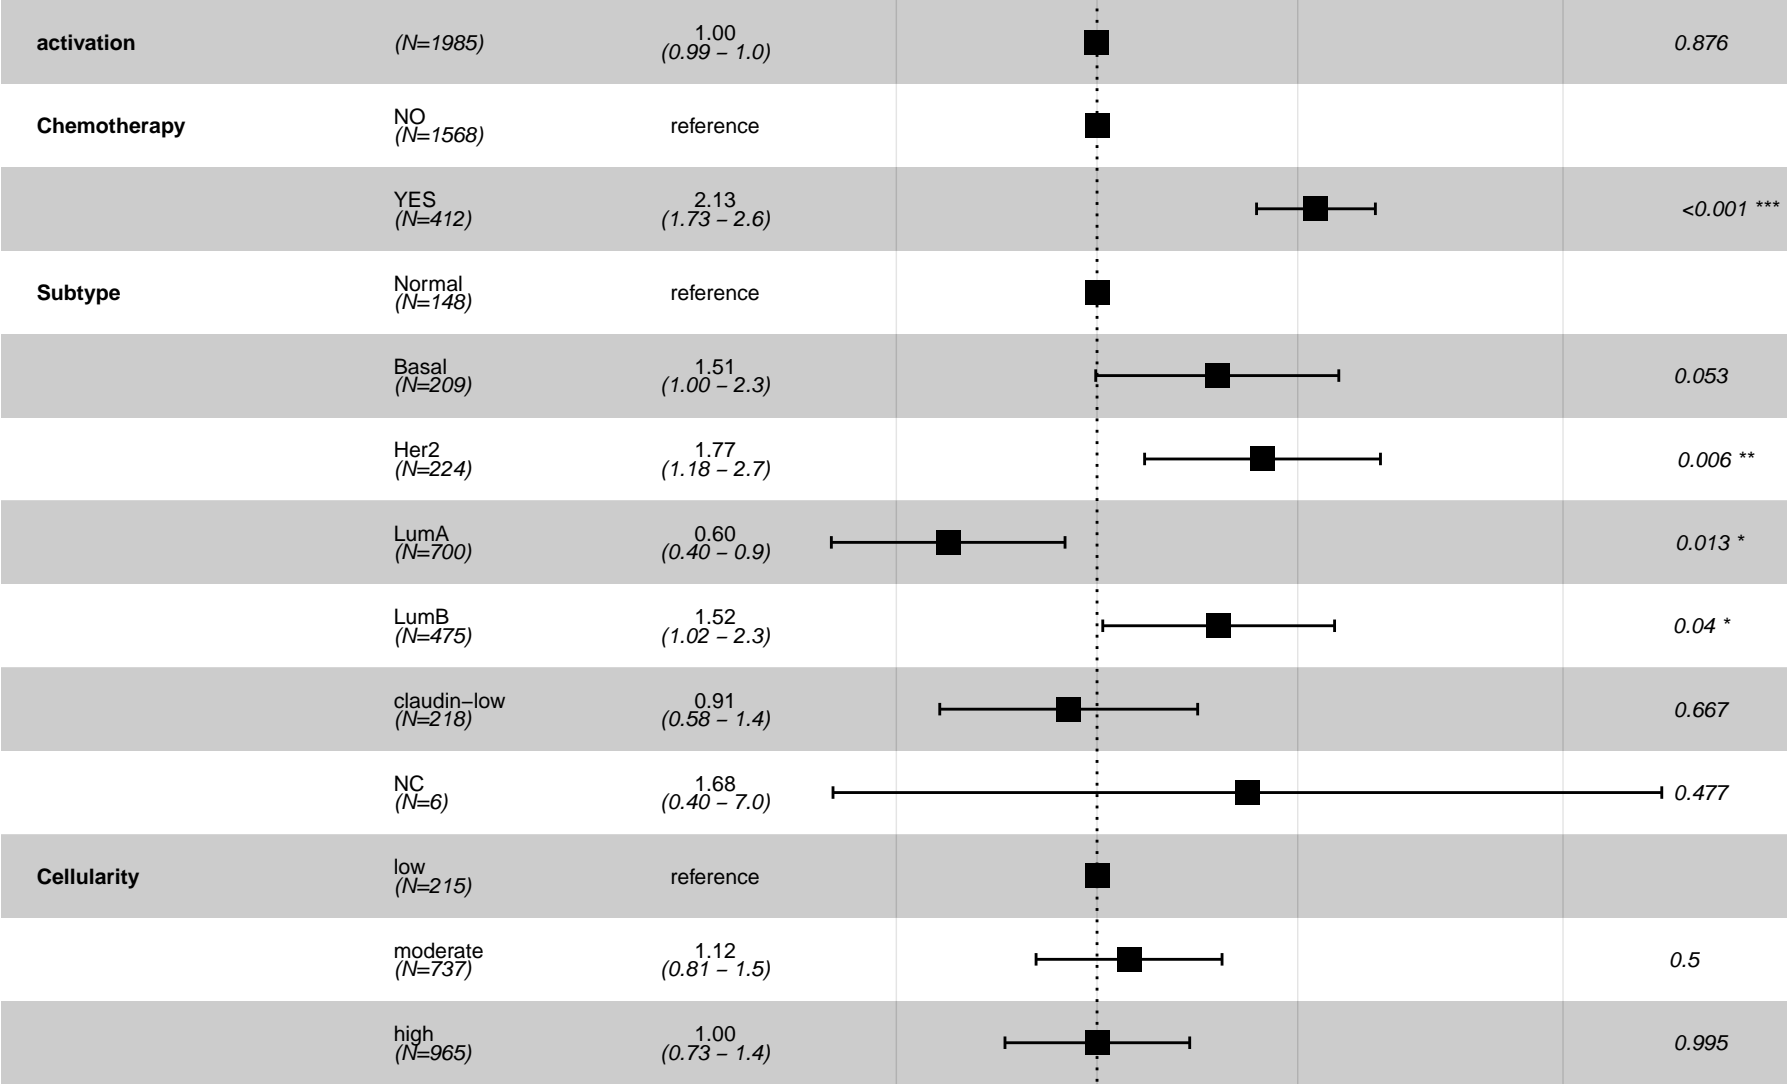 activation (N=1985) 1.00 (0.99 – 1.0) 0.876
Chemotherapy NO (N=1568) reference
YES (N=412) 2.13 (1.73 – 2.6) <0.001 ***
Subtype Normal (N=148) reference
Basal (N=209) 1.51 (1.00 – 2.3) 0.053
Her2 (N=224) 1.77 (1.18 – 2.7) 0.006 **
LumA (N=700) 0.60 (0.40 – 0.9) 0.013 *
LumB (N=475) 1.52 (1.02 – 2.3) 0.04 *
claudin–low (N=218) 0.91 (0.58 – 1.4) 0.667
NC (N=6) 1.68 (0.40 – 7.0) 0.477
Cellularity low (N=215) reference
moderate (N=737) 1.12 (0.81 – 1.5) 0.5
high (N=965) 1.00 (0.73 – 1.4) 0.995